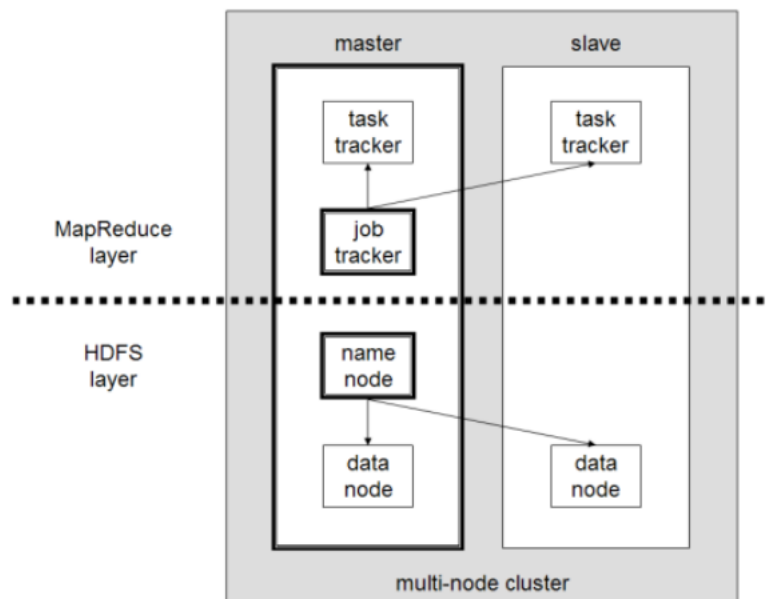 master
slave
task
tracker
task
tracker
MapReduce
layer
job
tracker
HDFS
layer
name
node
data
node
data
node
multi-node cluster